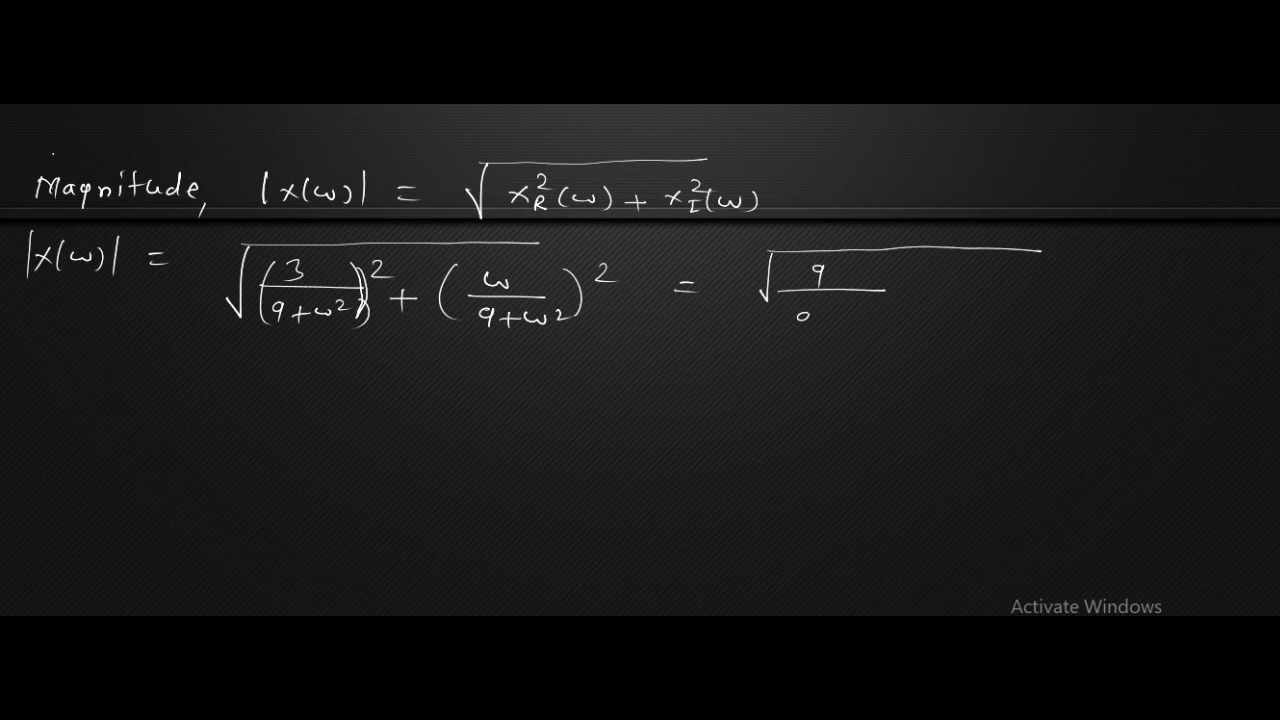 Magnitude, |X(ω)| = √(X_R²(ω) + X_I²(ω))
|X(ω)| = √((3/(9+ω²))² + (ω/(9+ω²))²) = √(9/0
Activate Windows